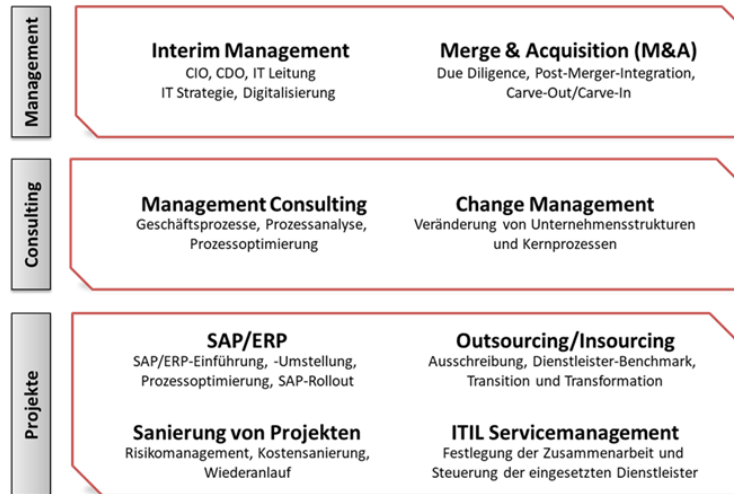 Management
Interim Management
CIO, CDO, IT Leitung
IT Strategie, Digitalisierung
Merge & Acquisition (M&A)
Due Diligence, Post-Merger-Integration,
Carve-Out/Carve-In
Consulting
Management Consulting
Geschäftsprozesse, Prozessanalyse,
Prozessoptimierung
Change Management
Veränderung von Unternehmensstrukturen
und Kernprozessen
Projekte
SAP/ERP
SAP/ERP-Einführung, -Umstellung,
Prozessoptimierung, SAP-Rollout
Outsourcing/Insourcing
Ausschreibung, Dienstleister-Benchmark,
Transition und Transformation
Sanierung von Projekten
Risikomanagement, Kostensanierung,
Wiederanlauf
ITIL Servicemanagement
Festlegung der Zusammenarbeit und
Steuerung der eingesetzten Dienstleister